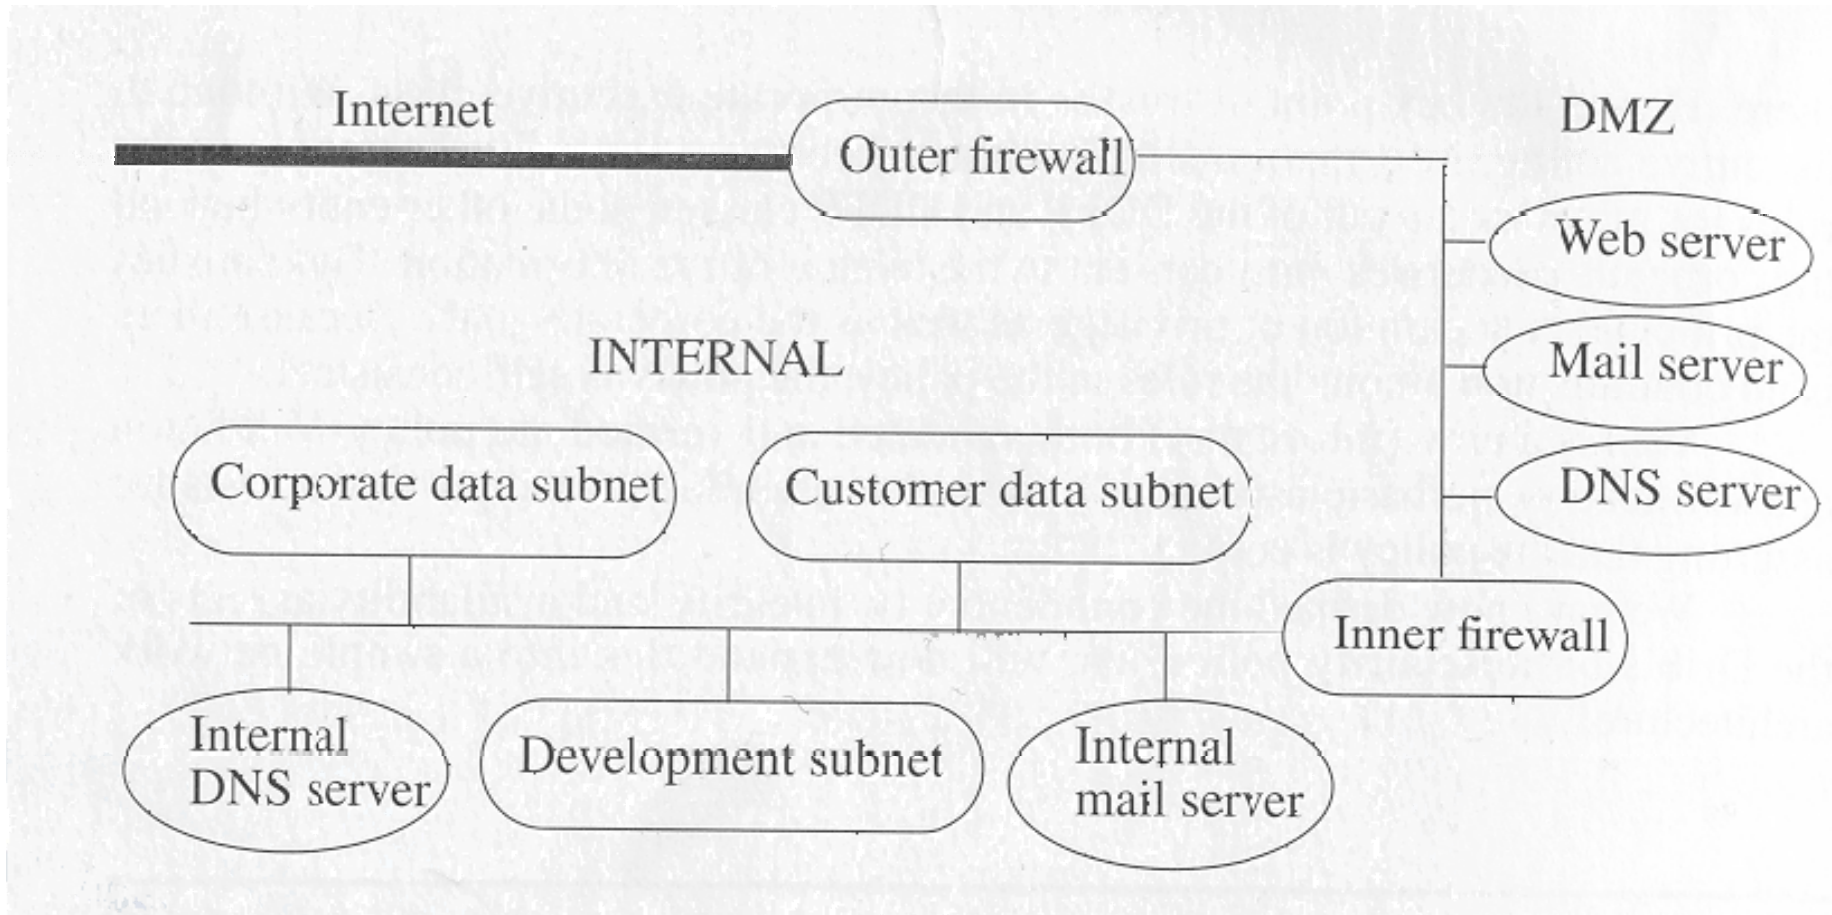 Internet
Outer firewall
DMZ
Web server
Mail server
DNS server
INTERNAL
Corporate data subnet
Customer data subnet
Inner firewall
Internal
DNS server
Development subnet
Internal
mail server